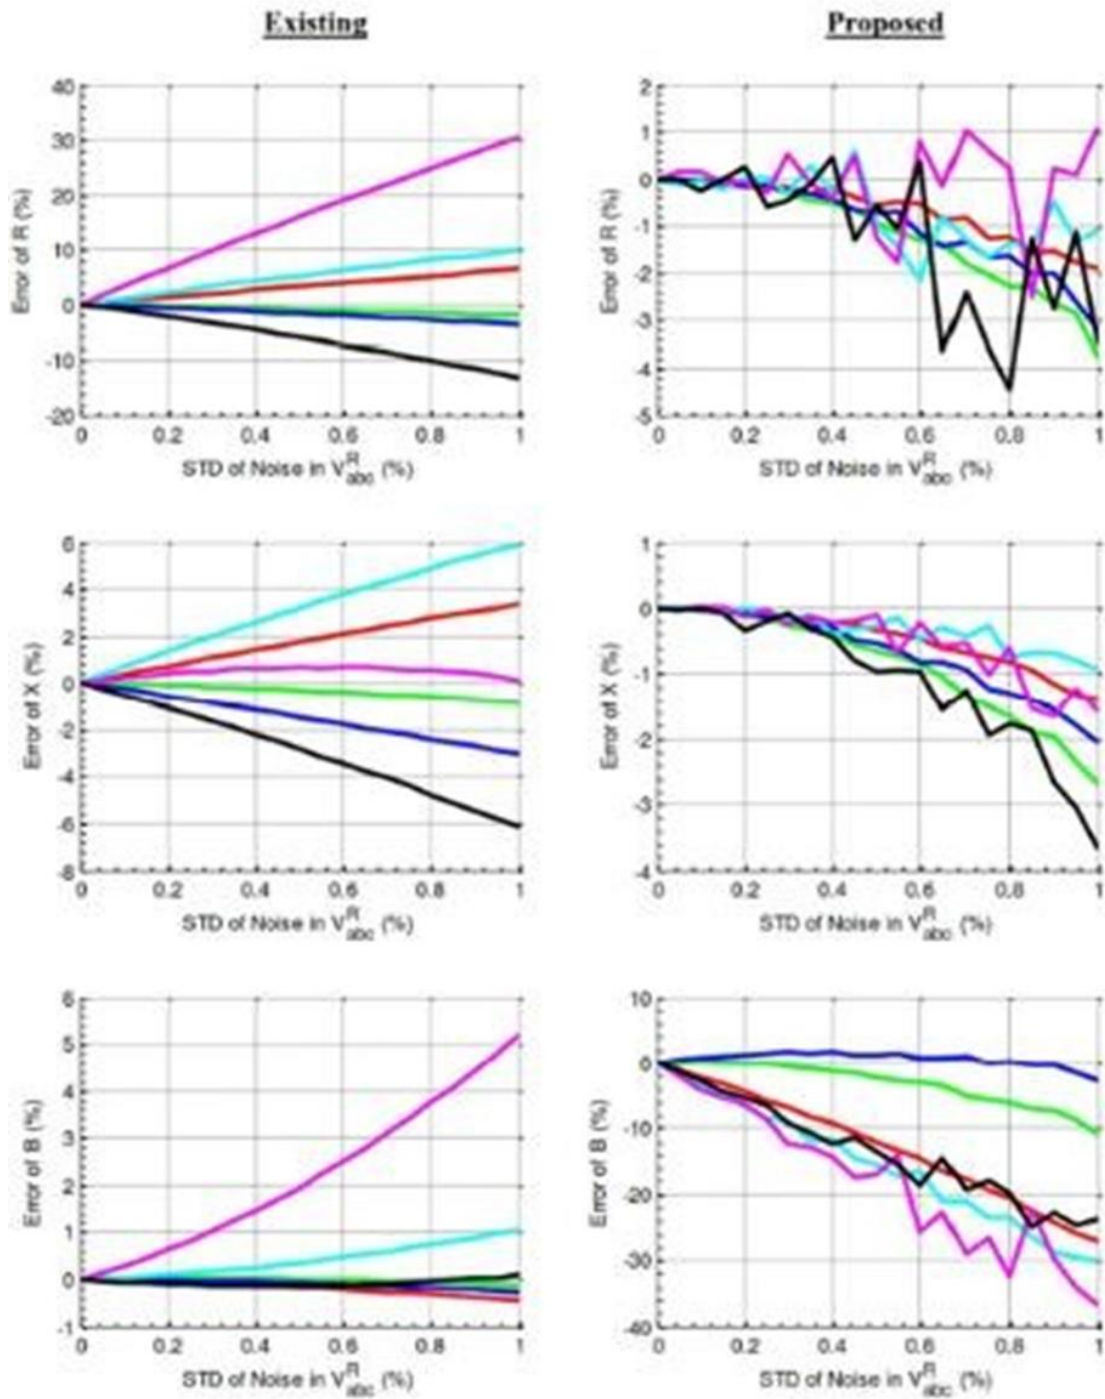 Existing
Proposed
Error of R (%)
40
30
20
10
0
-10
-20
0 0.2 0.4 0.6 0.8 1
STD of Noise in V^R_abc (%)
Error of R (%)
2
1
0
-1
-2
-3
-4
-5
0 0.2 0.4 0.6 0.8 1
STD of Noise in V^R_abc (%)
Error of X (%)
6
4
2
0
-2
-4
-6
-8
0 0.2 0.4 0.6 0.8 1
STD of Noise in V^R_abc (%)
Error of X (%)
1
0
-1
-2
-3
-4
0 0.2 0.4 0.6 0.8 1
STD of Noise in V^R_abc (%)
Error of B (%)
6
5
4
3
2
1
0
-1
0 0.2 0.4 0.6 0.8 1
STD of Noise in V^R_abc (%)
Error of B (%)
10
0
-10
-20
-30
-40
0 0.2 0.4 0.6 0.8 1
STD of Noise in V^R_abc (%)